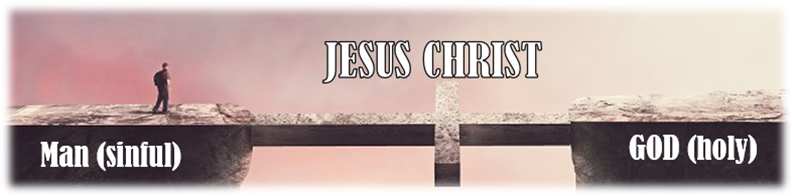 JESUS CHRIST
Man (sinful)
GOD (holy)